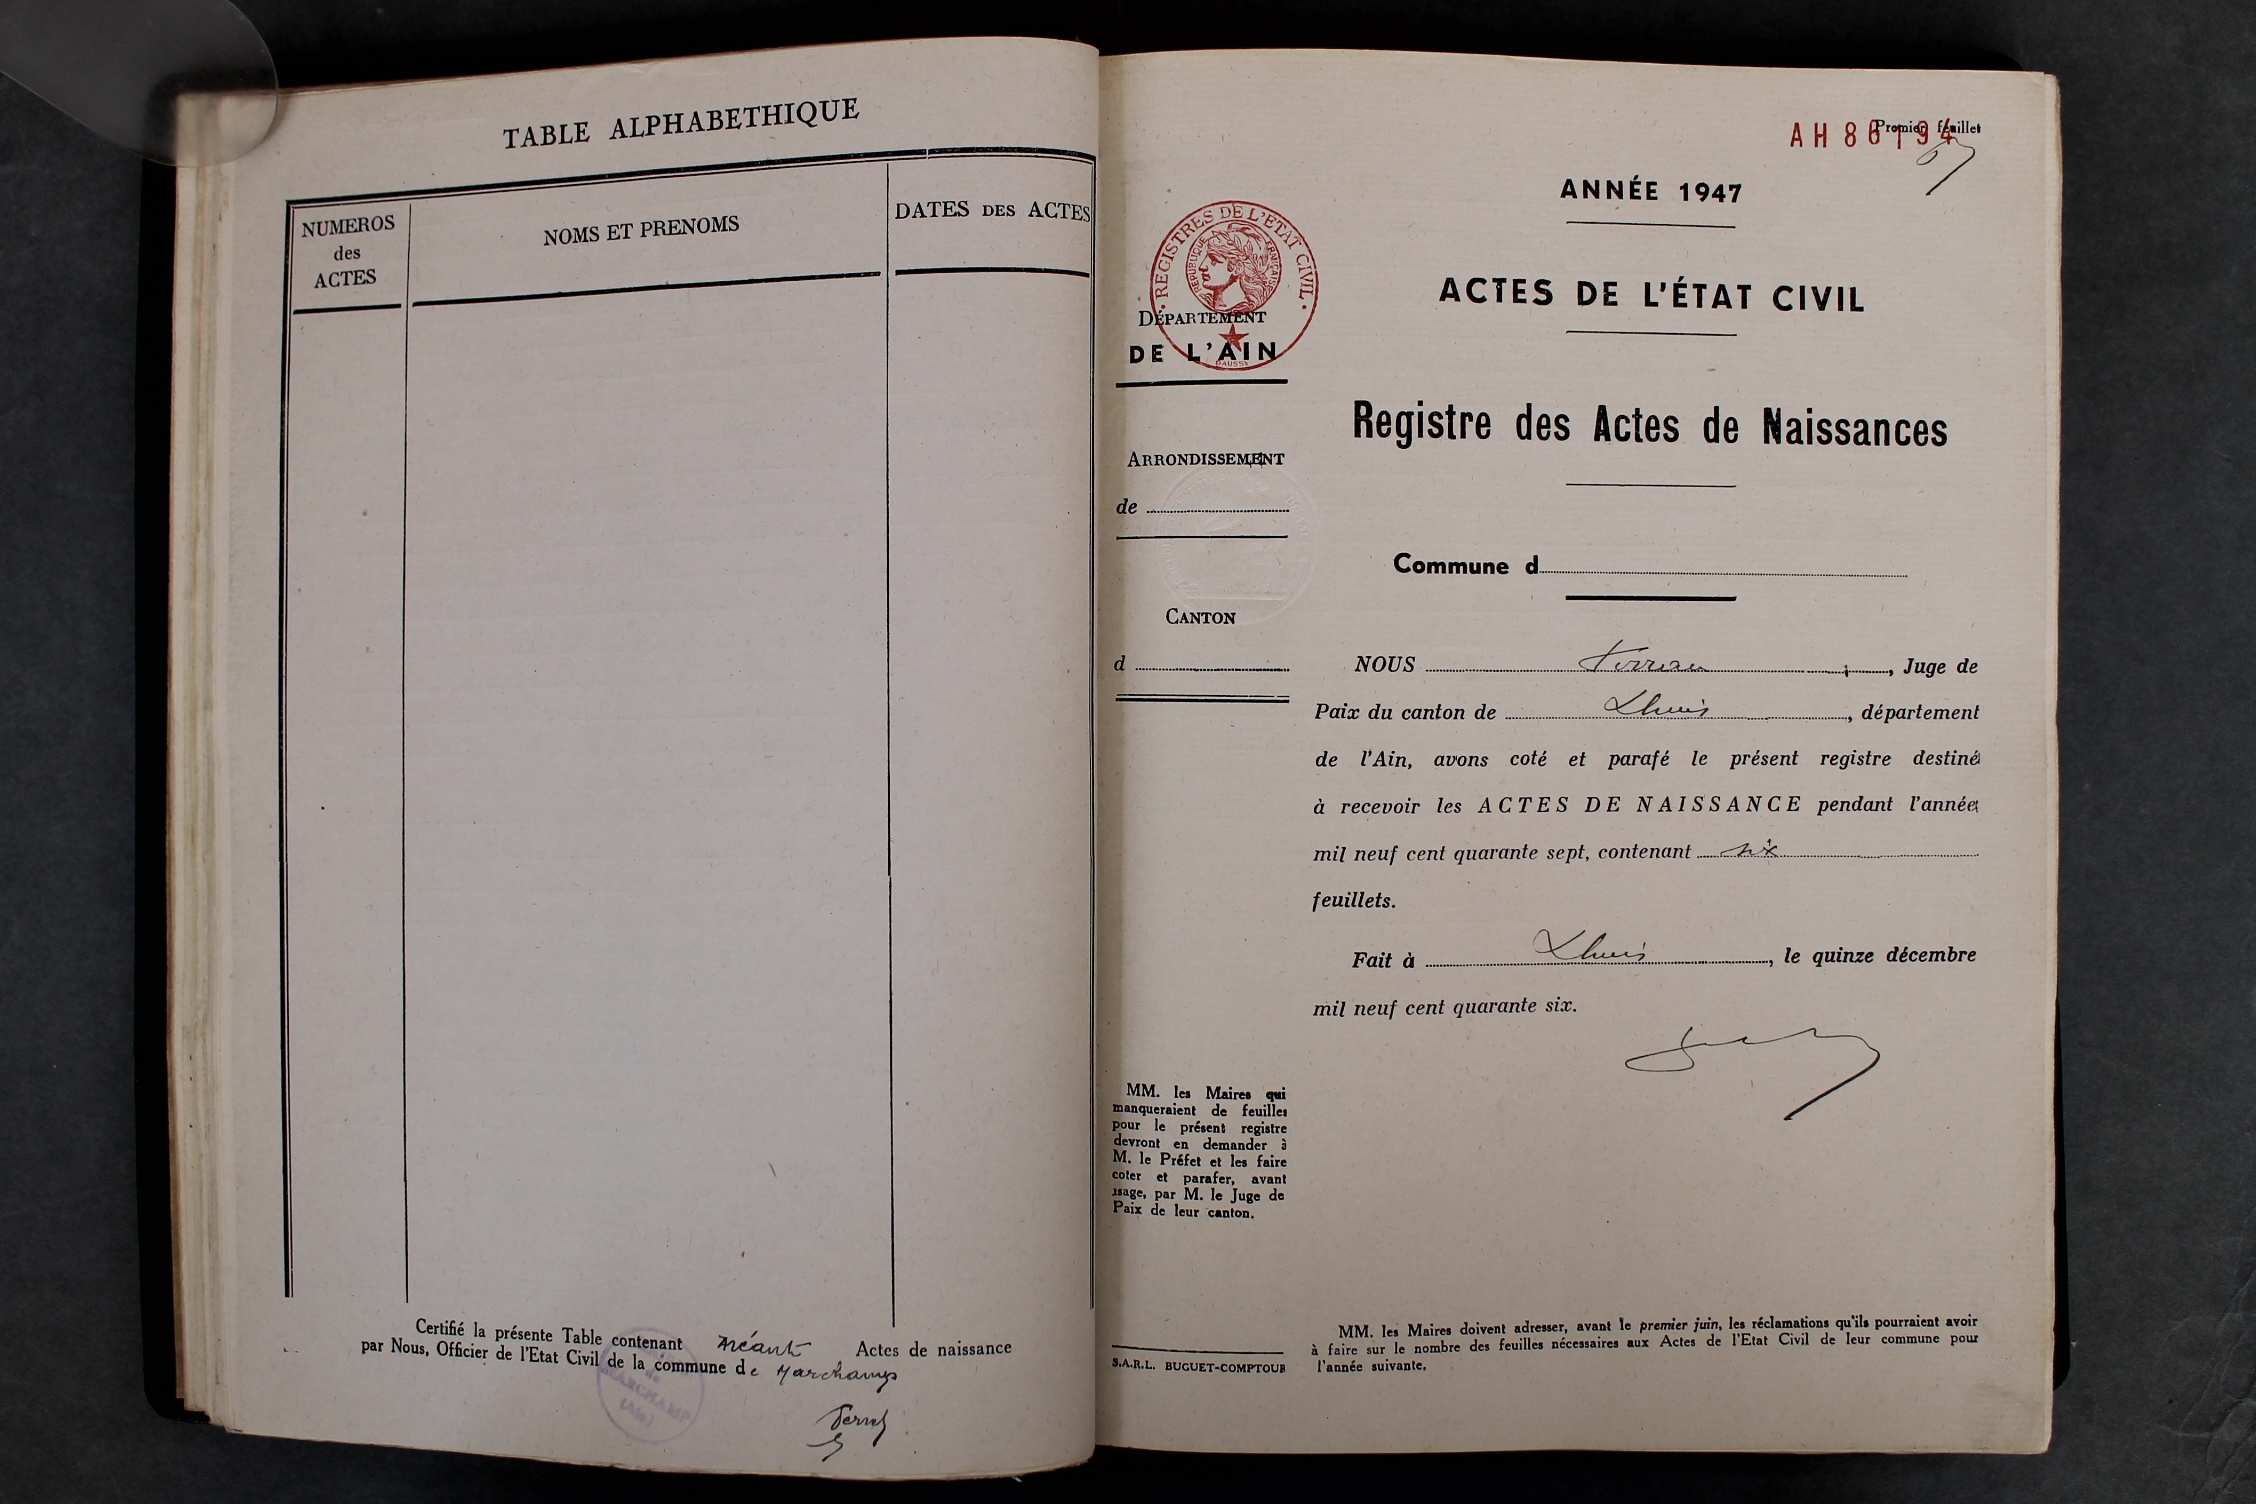 TABLE ALPHABETHIQUE
NUMEROS
des
ACTES
NOMS ET PRENOMS
DATES DES ACTES
Certifié la présente Table contenant Néant Actes de naissance
par Nous, Officier de l'Etat Civil de la commune de Marchamp
de
MARCHAMP
(Ain)
Premier feuillet
AH 86194
ANNÉE 1947
ACTES DE L'ÉTAT CIVIL
Registre des Actes de Naissances
Commune d
REGISTRES DE L'ETAT CIVIL
REPUBLIQUE FRANÇAISE
DÉPARTEMENT
DE L'AIN
ARRONDISSEMENT
de
CANTON
d
NOUS , Juge de
Paix du canton de Lhuis , département
de l'Ain, avons coté et parafé le présent registre destiné
à recevoir les ACTES DE NAISSANCE pendant l'année
mil neuf cent quarante sept, contenant six
feuillets.
Fait à Lhuis , le quinze décembre
mil neuf cent quarante six.
MM. les Maires qui
manqueraient de feuilles
pour le présent registre
devront en demander à
M. le Préfet et les faire
coter et parafer, avant
usage, par M. le Juge de
Paix de leur canton.
S.A.R.L. BUGUET-COMPTOUR
MM. les Maires doivent adresser, avant le premier juin, les réclamations qu'ils pourraient avoir
à faire sur le nombre des feuilles nécessaires aux Actes de l'Etat Civil de leur commune pour
l'année suivante.